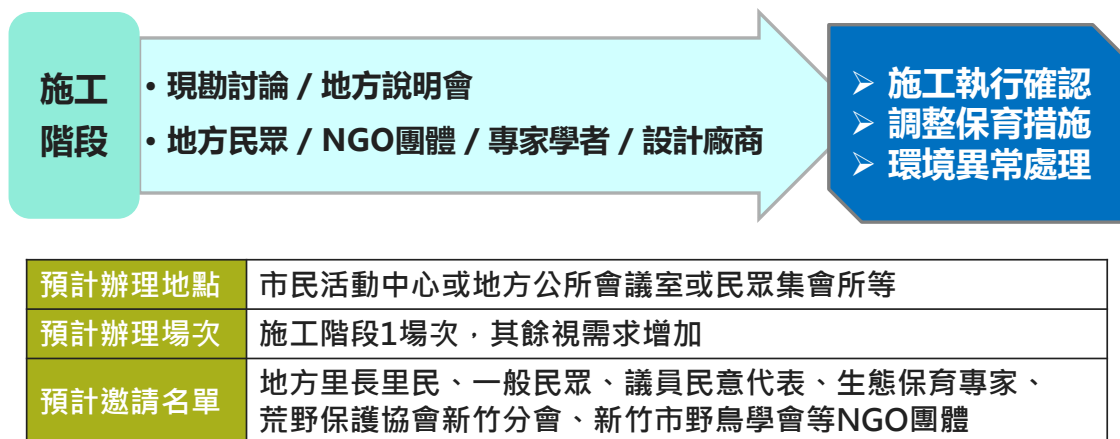 施工
階段
• 現勘討論 / 地方說明會
• 地方民眾 / NGO團體 / 專家學者 / 設計廠商
➢ 施工執行確認
➢ 調整保育措施
➢ 環境異常處理
預計辦理地點 市民活動中心或地方公所會議室或民眾集會所等
預計辦理場次 施工階段1場次，其餘視需求增加
預計邀請名單 地方里長里民、一般民眾、議員民意代表、生態保育專家、
荒野保護協會新竹分會、新竹市野鳥學會等NGO團體